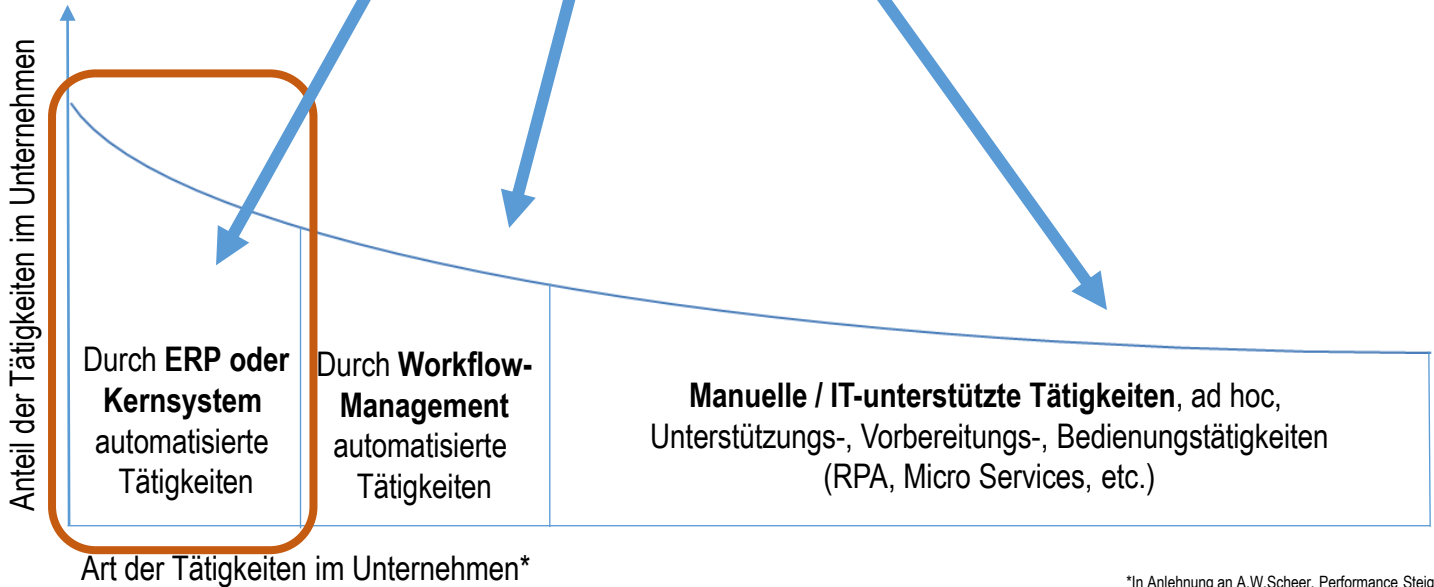 Anteil der Tätigkeiten im Unternehmen
Durch ERP oder
Kernsystem
automatisierte
Tätigkeiten
Durch Workflow-
Management
automatisierte
Tätigkeiten
Manuelle / IT-unterstützte Tätigkeiten, ad hoc,
Unterstützungs-, Vorbereitungs-, Bedienungstätigkeiten
(RPA, Micro Services, etc.)
Art der Tätigkeiten im Unternehmen*
*In Anlehnung an A.W.Scheer, Performance Steig